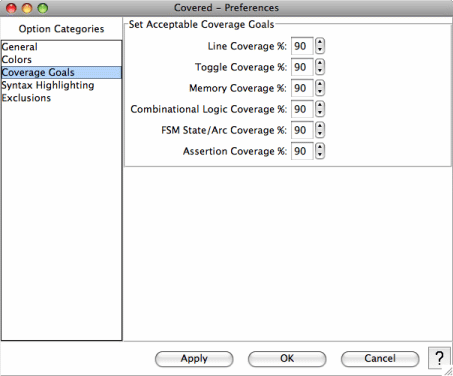 Covered - Preferences
Option Categories
General
Colors
Coverage Goals
Syntax Highlighting
Exclusions
Set Acceptable Coverage Goals
Line Coverage %: 90
Toggle Coverage %: 90
Memory Coverage %: 90
Combinational Logic Coverage %: 90
FSM State/Arc Coverage %: 90
Assertion Coverage %: 90
Apply
OK
Cancel
?